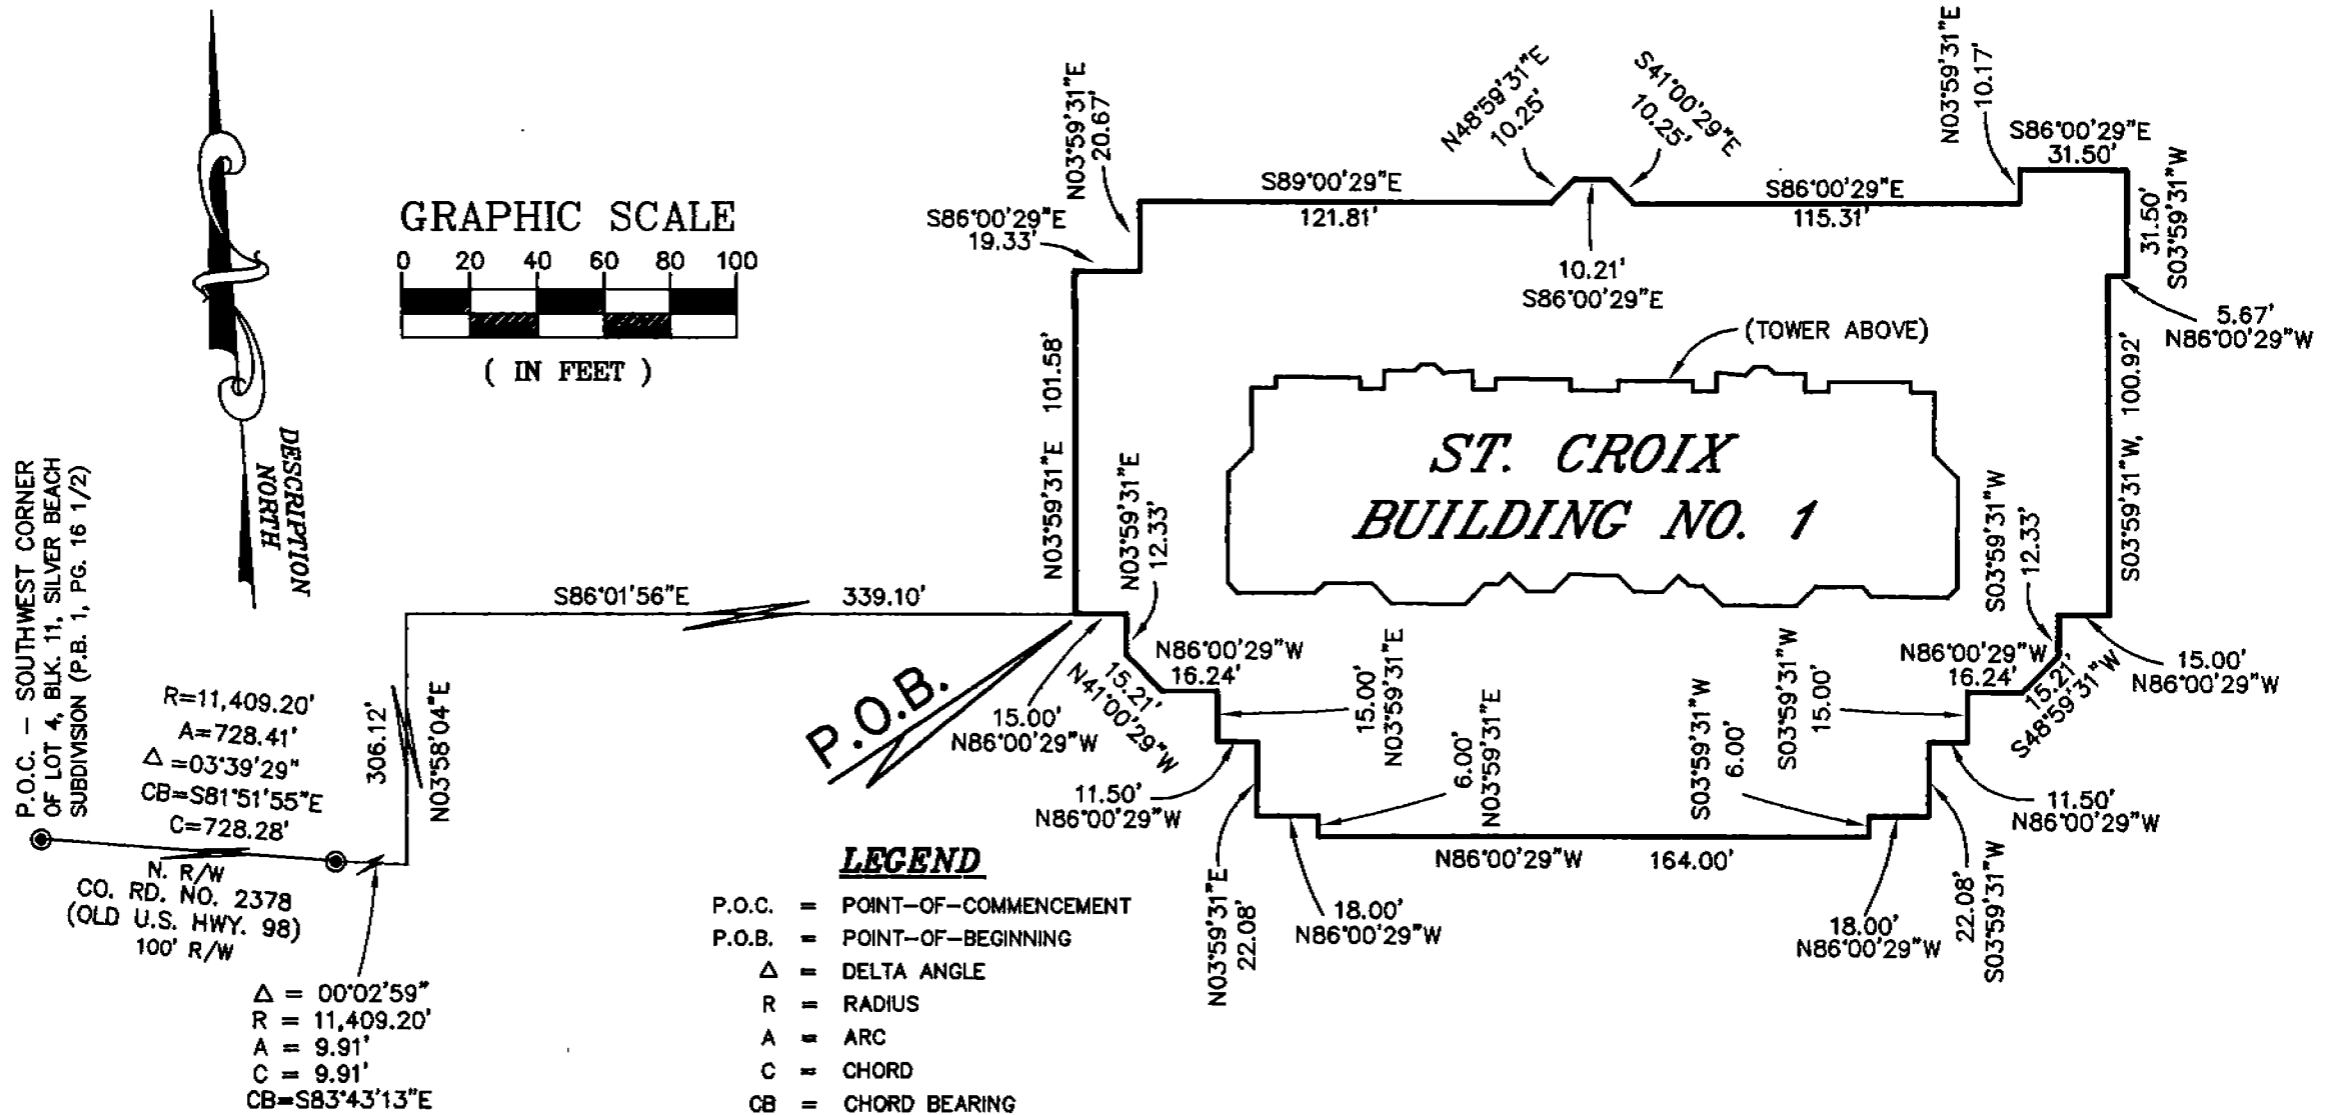 DESCRIPTION
NORTH
GRAPHIC SCALE
0 20 40 60 80 100
( IN FEET )
P.O.C. – SOUTHWEST CORNER
OF LOT 4, BLK. 11, SILVER BEACH
SUBDIVISION (P.B. 1, PG. 16 1/2)
R=11,409.20'
A=728.41'
Δ=03°39'29"
CB=S81°51'55"E
C=728.28'
N. R/W
CO. RD. NO. 2378
(OLD U.S. HWY. 98)
100' R/W
Δ = 00°02'59"
R = 11,409.20'
A = 9.91'
C = 9.91'
CB=S83°43'13"E
306.12'
N03°58'04"E
S86°01'56"E 339.10'
P.O.B.
N03°59'31"E 101.58'
S86°00'29"E
19.33'
N03°59'31"E
20.67'
S89°00'29"E
121.81'
N48°59'31"E
10.25'
10.21'
S86°00'29"E
S41°00'29"E
10.25'
S86°00'29"E
115.31'
N03°59'31"E
10.17'
S86°00'29"E
31.50'
31.50'
S03°59'31"W
5.67'
N86°00'29"W
S03°59'31"W, 100.92'
15.00'
N86°00'29"W
S03°59'31"W
12.33'
15.21'
S48°59'31"W
N86°00'29"W
16.24'
S03°59'31"W
15.00'
11.50'
N86°00'29"W
22.08'
S03°59'31"W
18.00'
N86°00'29"W
S03°59'31"W
6.00'
N86°00'29"W 164.00'
6.00'
N03°59'31"E
18.00'
N86°00'29"W
N03°59'31"E
22.08'
11.50'
N86°00'29"W
15.00'
N03°59'31"E
N86°00'29"W
16.24'
15.21'
N41°00'29"W
N03°59'31"E
12.33'
15.00'
N86°00'29"W
(TOWER ABOVE)
ST. CROIX
BUILDING NO. 1
LEGEND
P.O.C. = POINT–OF–COMMENCEMENT
P.O.B. = POINT–OF–BEGINNING
Δ = DELTA ANGLE
R = RADIUS
A = ARC
C = CHORD
CB = CHORD BEARING